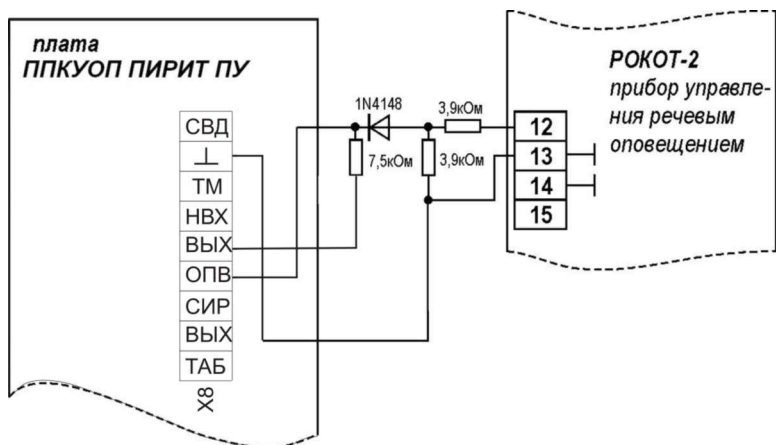 плата
ППКУОП ПИРИТ ПУ
СВД
⊥
ТМ
НВХ
ВЫХ
ОПВ
СИР
ВЫХ
ТАБ
X8
1N4148
7,5кОм
3,9кОм
3,9кОм
12
13
14
15
РОКОТ-2
прибор управле-
ния речевым
оповещением